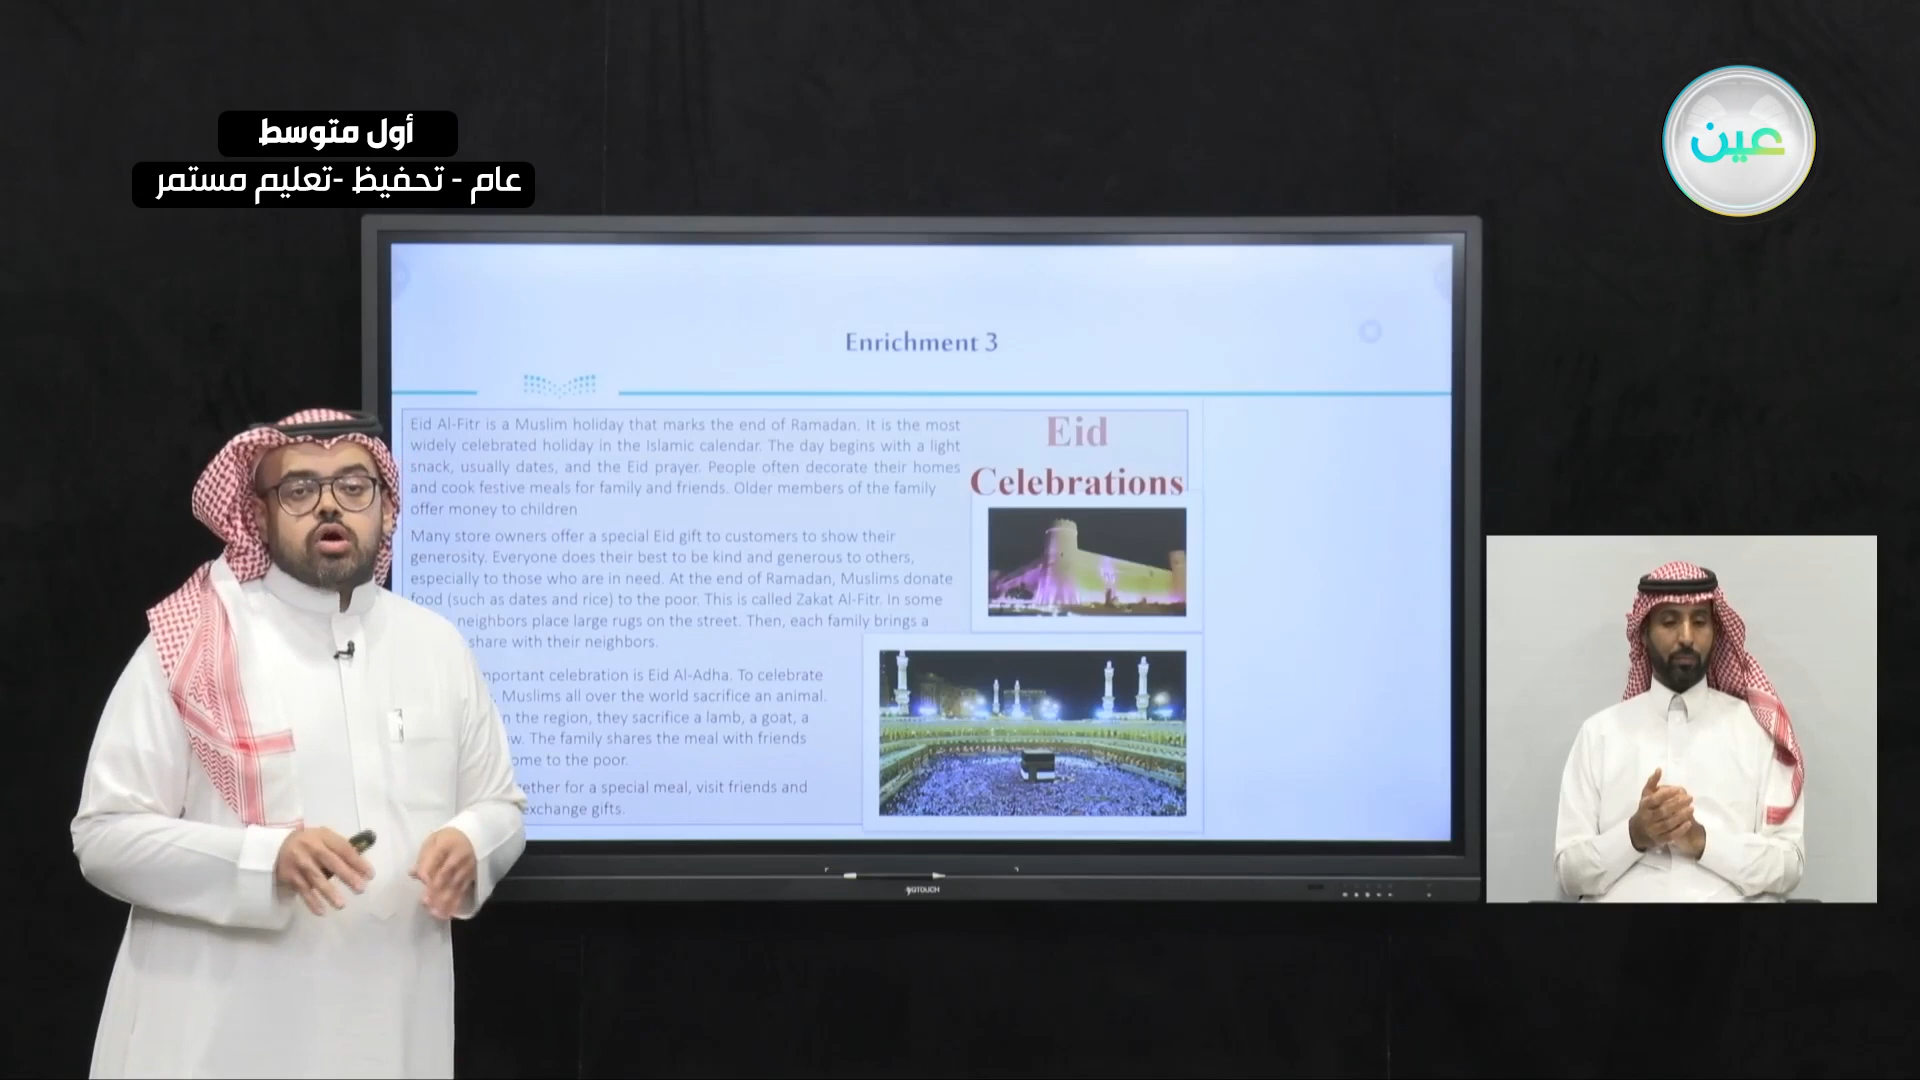 أول متوسط
عام - تحفيظ -تعليم مستمر
عين
Enrichment 3
Eid
Celebrations
Eid Al-Fitr is a Muslim holiday that marks the end of Ramadan. It is the most
widely celebrated holiday in the Islamic calendar. The day begins with a light
snack, usually dates, and the Eid prayer. People often decorate their homes
and cook festive meals for family and friends. Older members of the family
offer money to children
Many store owners offer a special Eid gift to customers to show their
generosity. Everyone does their best to be kind and generous to others,
especially to those who are in need. At the end of Ramadan, Muslims donate
food (such as dates and rice) to the poor. This is called Zakat Al-Fitr. In some
neighbors place large rugs on the street. Then, each family brings a
share with their neighbors.
celebration is Eid Al-Adha. To celebrate
, Muslims all over the world sacrifice an animal.
the region, they sacrifice a lamb, a goat, a
The family shares the meal with friends
to the poor.
for a special meal, visit friends and
exchange gifts.
QTOUCH